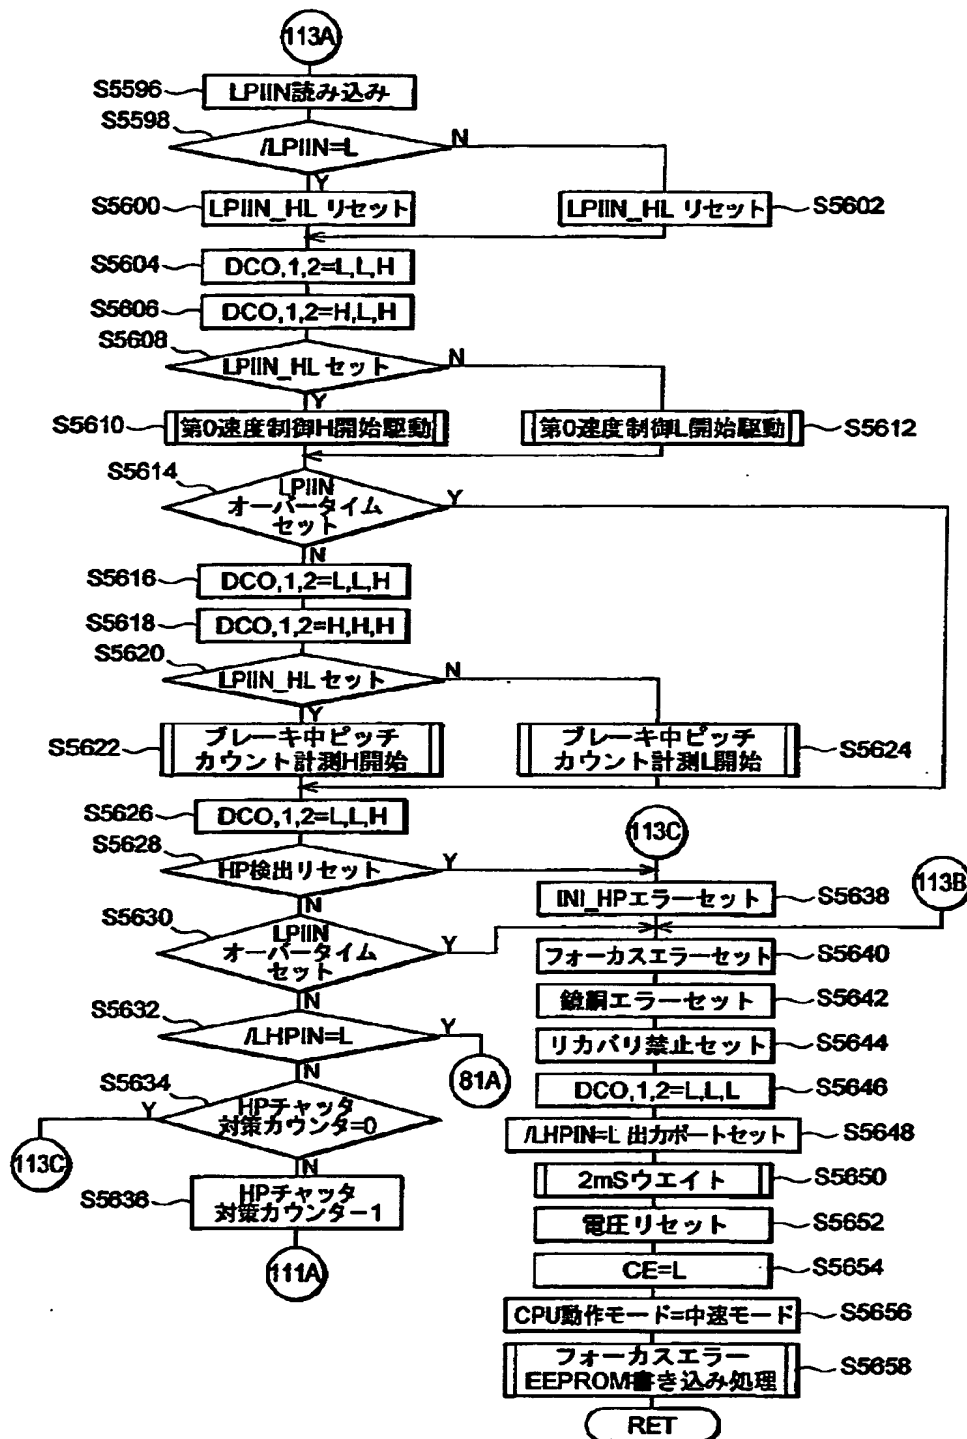 113A
S5596
LPIIN読み込み
S5598
/LPIIN=L
N
Y
S5600
LPIIN_HL リセット
LPIIN_HL リセット
S5602
S5604
DCO,1,2=L,L,H
S5606
DCO,1,2=H,L,H
S5608
LPIIN_HL セット
N
Y
S5610
第0速度制御H開始駆動
第0速度制御L開始駆動
S5612
S5614
LPIIN
オーバータイム
セット
Y
N
S5616
DCO,1,2=L,L,H
S5618
DCO,1,2=H,H,H
S5620
LPIIN_HL セット
N
Y
S5622
ブレーキ中ピッチ
カウント計測H開始
ブレーキ中ピッチ
カウント計測L開始
S5624
S5626
DCO,1,2=L,L,H
S5628
HP検出リセット
Y
N
S5630
LPIIN
オーバータイム
セット
Y
N
S5632
/LHPIN=L
Y
81A
N
S5634
HPチャッタ
対策カウンタ=0
Y
113C
N
S5636
HPチャッタ
対策カウンター1
111A
113C
113B
INI_HPエラーセット
S5638
フォーカスエラーセット
S5640
鏡胴エラーセット
S5642
リカバリ禁止セット
S5644
DCO,1,2=L,L,L
S5646
/LHPIN=L 出力ポートセット
S5648
2mSウエイト
S5650
電圧リセット
S5652
CE=L
S5654
CPU動作モード=中速モード
S5656
フォーカスエラー
EEPROM書き込み処理
S5658
RET